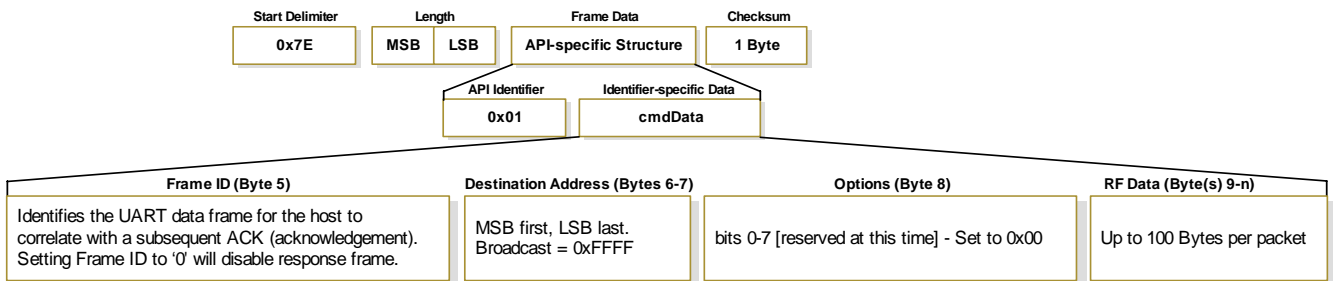 Start Delimiter
Length
Frame Data
Checksum
0x7E
MSB
LSB
API-specific Structure
1 Byte
API Identifier
Identifier-specific Data
0x01
cmdData
Frame ID (Byte 5)
Identifies the UART data frame for the host to
correlate with a subsequent ACK (acknowledgement).
Setting Frame ID to ‘0’ will disable response frame.
Destination Address (Bytes 6-7)
MSB first, LSB last.
Broadcast = 0xFFFF
Options (Byte 8)
bits 0-7 [reserved at this time] - Set to 0x00
RF Data (Byte(s) 9-n)
Up to 100 Bytes per packet